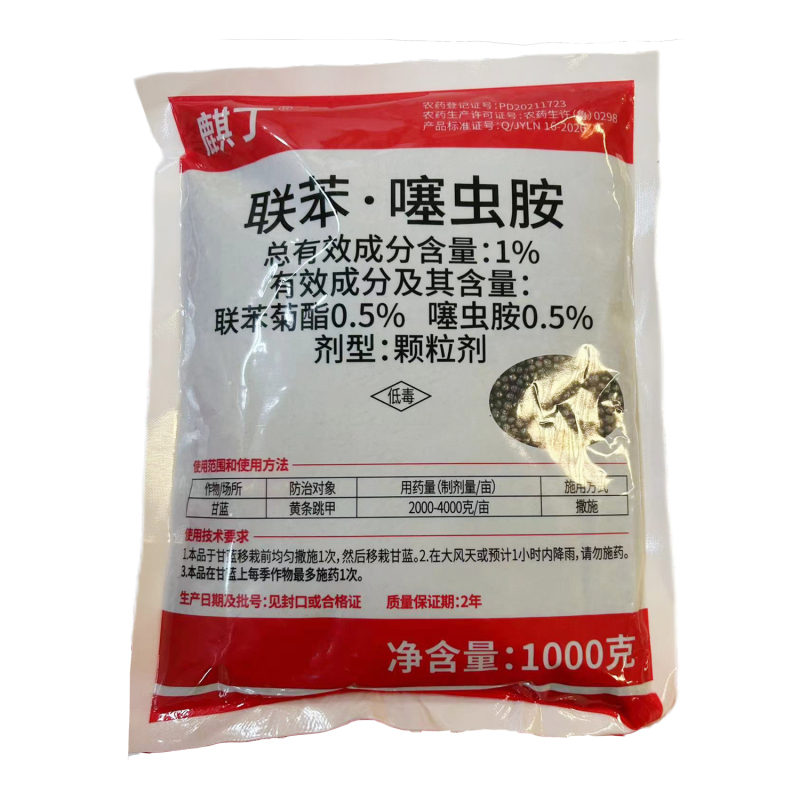 麒丁®
农药登记证号:PD20211723
农药生产许可证号:农药生许(鲁)0298
产品标准证号:Q/JYLN 16-2020
联苯·噻虫胺
总有效成分含量:1%
有效成分及其含量:
联苯菊酯0.5% 噻虫胺0.5%
剂型:颗粒剂
低毒
使用范围和使用方法
作物/场所 防治对象 用药量(制剂量/亩) 施用方式
甘蓝 黄条跳甲 2000-4000克/亩 撒施
使用技术要求
1.本品于甘蓝移栽前均匀撒施1次,然后移栽甘蓝。2.在大风天或预计1小时内降雨,请勿施药。
3.本品在甘蓝上每季作物最多施药1次。
生产日期及批号:见封口或合格证 质量保证期:2年
净含量:1000克